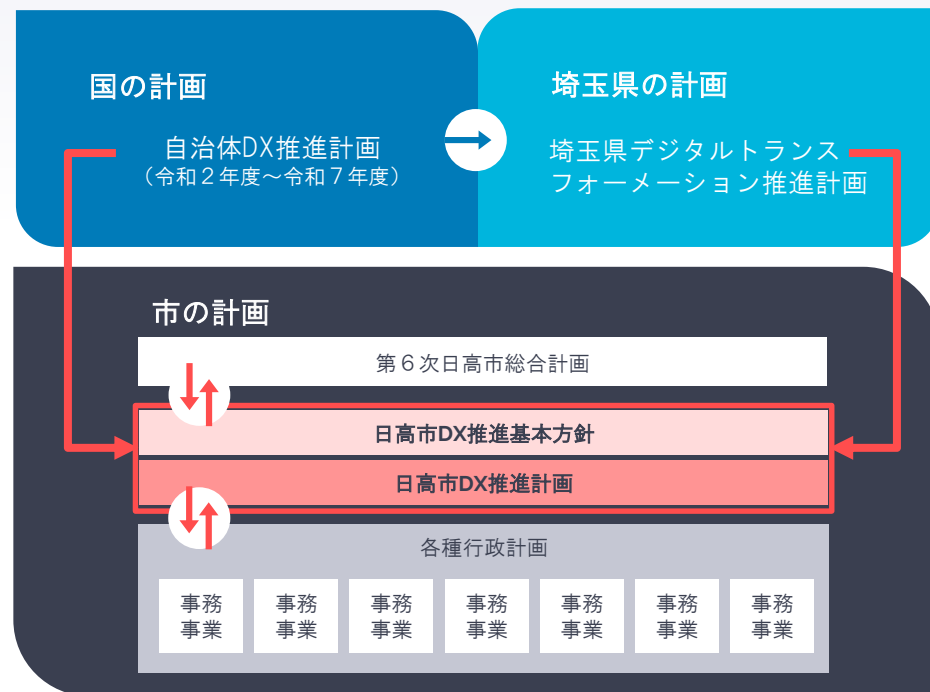 国の計画
自治体DX推進計画
（令和２年度～令和７年度）
埼玉県の計画
埼玉県デジタルトランス
フォーメーション推進計画
市の計画
第６次日高市総合計画
日高市DX推進基本方針
日高市DX推進計画
各種行政計画
事務
事業
事務
事業
事務
事業
事務
事業
事務
事業
事務
事業
事務
事業